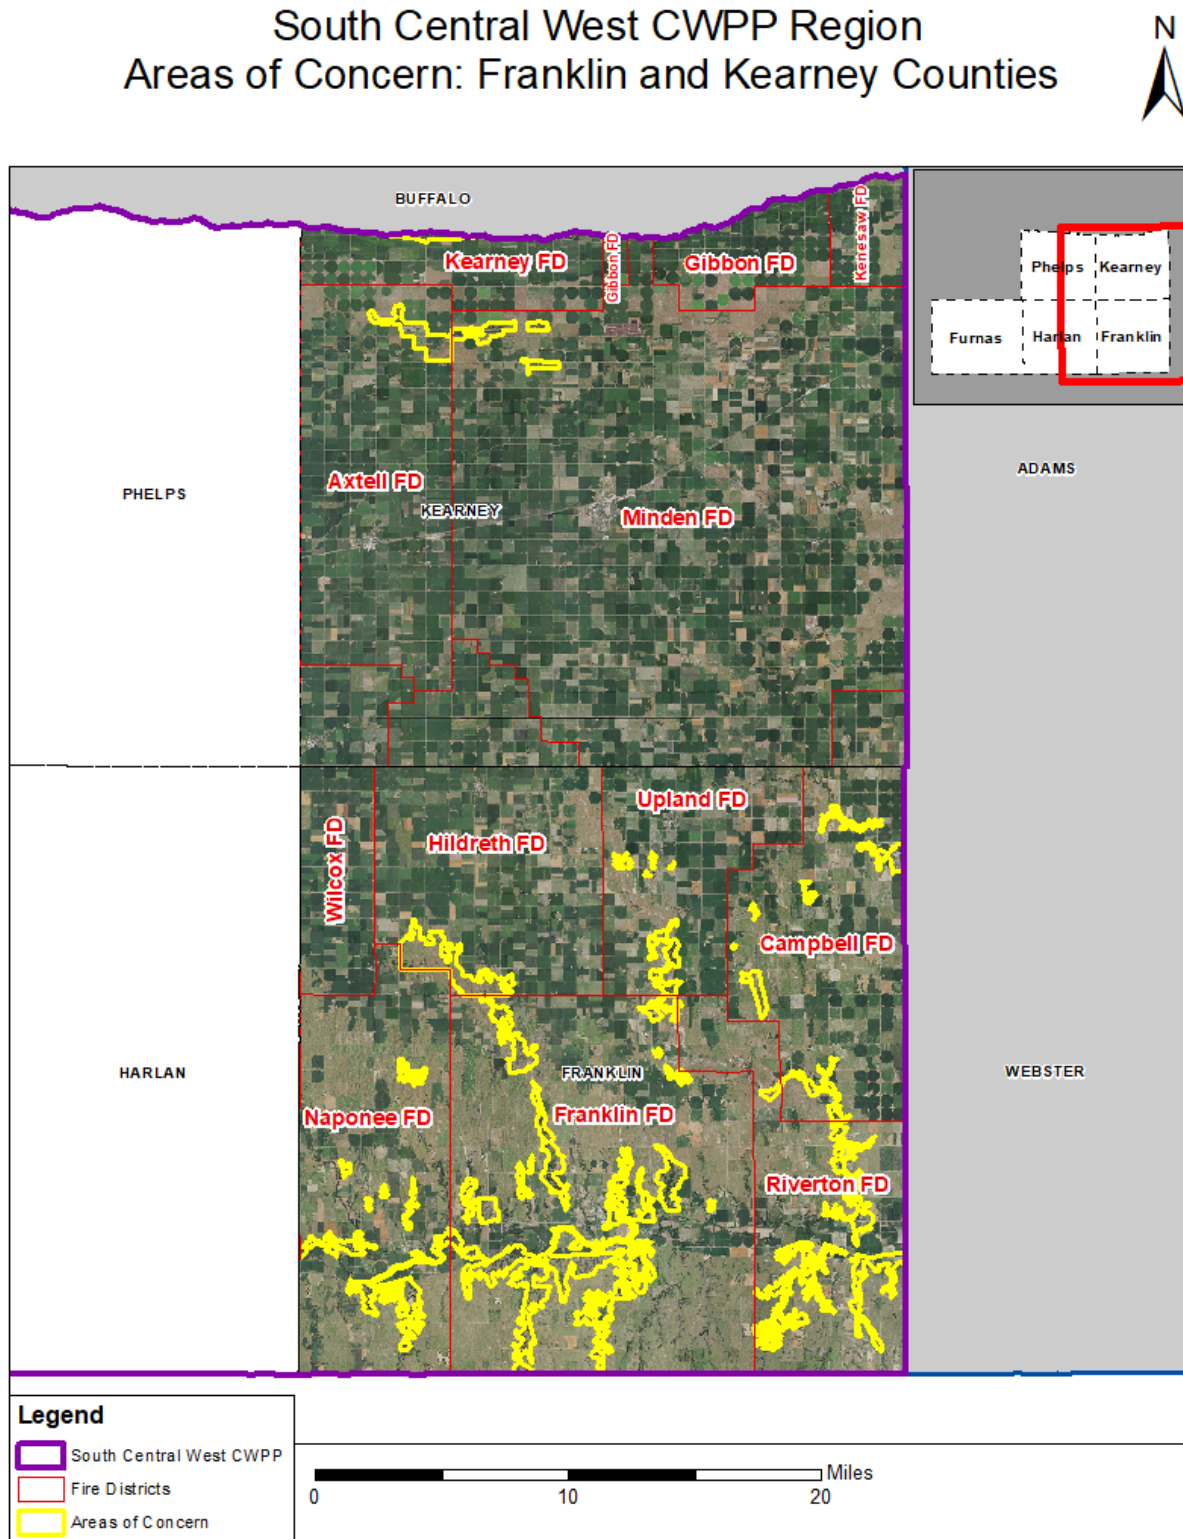 South Central West CWPP Region
Areas of Concern: Franklin and Kearney Counties
N
BUFFALO
Kenesaw FD
Kearney FD
Gibbon FD
Gibbon FD
Phelps
Kearney
Furnas
Harlan
Franklin
ADAMS
Axtell FD
PHELPS
KEARNEY
Minden FD
Upland FD
Hildreth FD
Wilcox FD
Campbell FD
HARLAN
FRANKLIN
WEBSTER
Naponee FD
Franklin FD
Riverton FD
Legend
South Central West CWPP
Fire Districts
Areas of Concern
Miles
0
10
20